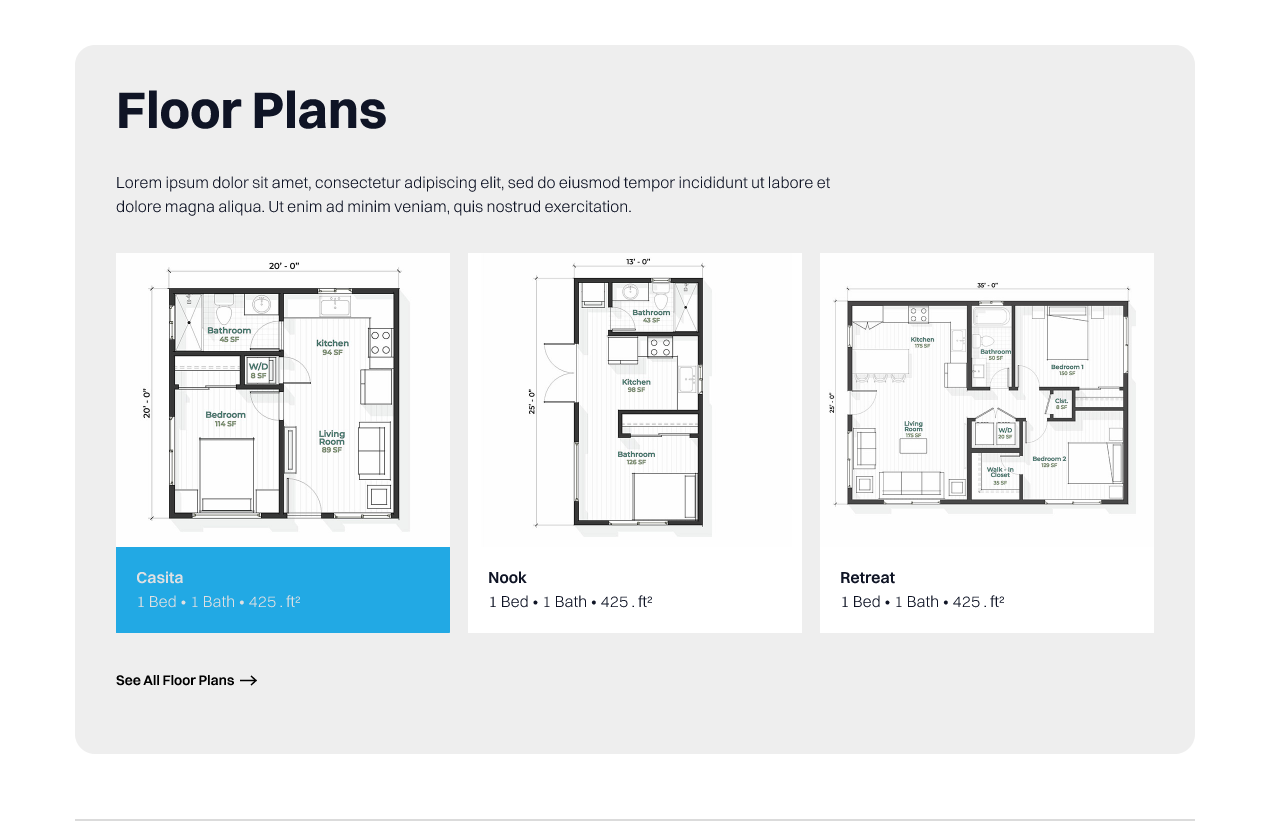 Floor Plans
Lorem ipsum dolor sit amet, consectetur adipiscing elit, sed do eiusmod tempor incididunt ut labore et
dolore magna aliqua. Ut enim ad minim veniam, quis nostrud exercitation.
20' - 0"
20' - 0"
Bathroom
45 SF
kitchen
94 SF
W/D
8 SF
Bedroom
114 SF
Living
Room
89 SF
Casita
1 Bed • 1 Bath • 425 . ft²
13' - 0"
25' - 0"
Bathroom
43 SF
Kitchen
98 SF
Bathroom
126 SF
Nook
1 Bed • 1 Bath • 425 . ft²
35' - 0"
25' - 0"
Kitchen
175 SF
Bathroom
50 SF
Bedroom 1
150 SF
Clst.
8 SF
Living
Room
175 SF
W/D
20 SF
Bedroom 2
129 SF
Walk - In
Closet
35 SF
Retreat
1 Bed • 1 Bath • 425 . ft²
See All Floor Plans →